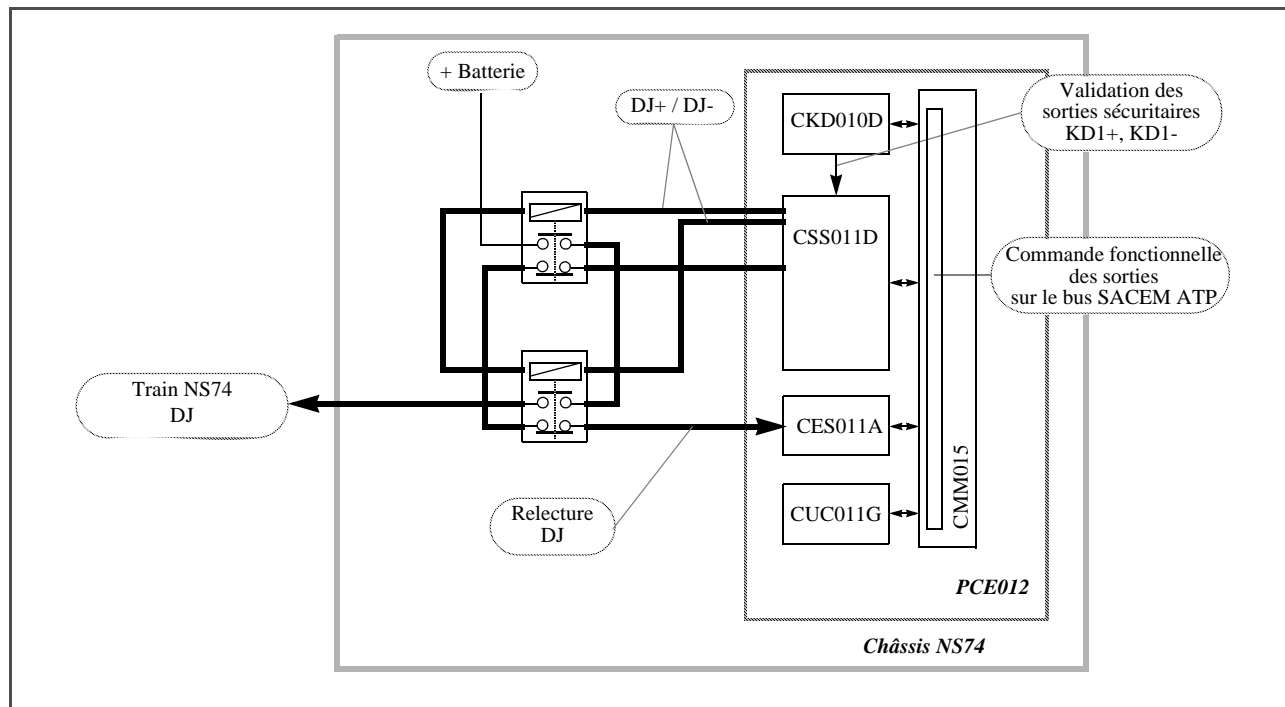 + Batterie
DJ+ / DJ-
CKD010D
Validation des
sorties sécuritaires
KD1+, KD1-
CSS011D
Commande fonctionnelle
des sorties
sur le bus SACEM ATP
Train NS74
DJ
CES011A
Relecture
DJ
CUC011G
CMM015
PCE012
Châssis NS74